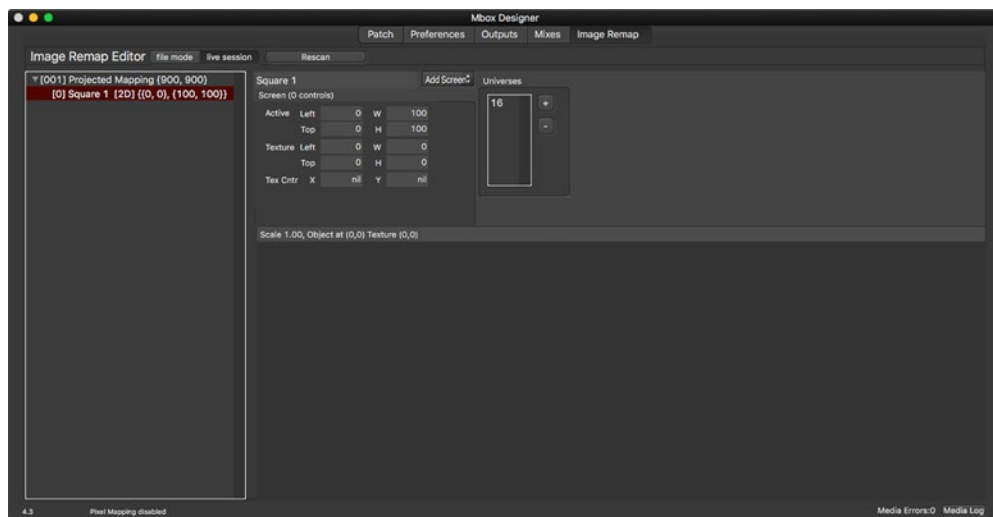 Mbox Designer
Patch Preferences Outputs Mixes Image Remap
Image Remap Editor file mode live session Rescan
[001] Projected Mapping {900, 900}
[0] Square 1 [2D] {{0, 0}, {100, 100}}
Square 1 Add Screen
Screen (0 controls)
Active Left 0 W 100
Top 0 H 100
Texture Left 0 W 0
Top 0 H 0
Tex Cntr X nil Y nil
Universes
16 +
-
Scale 1.00, Object at (0,0) Texture (0,0)
4.3 Pixel Mapping disabled Media Errors:0 Media Log